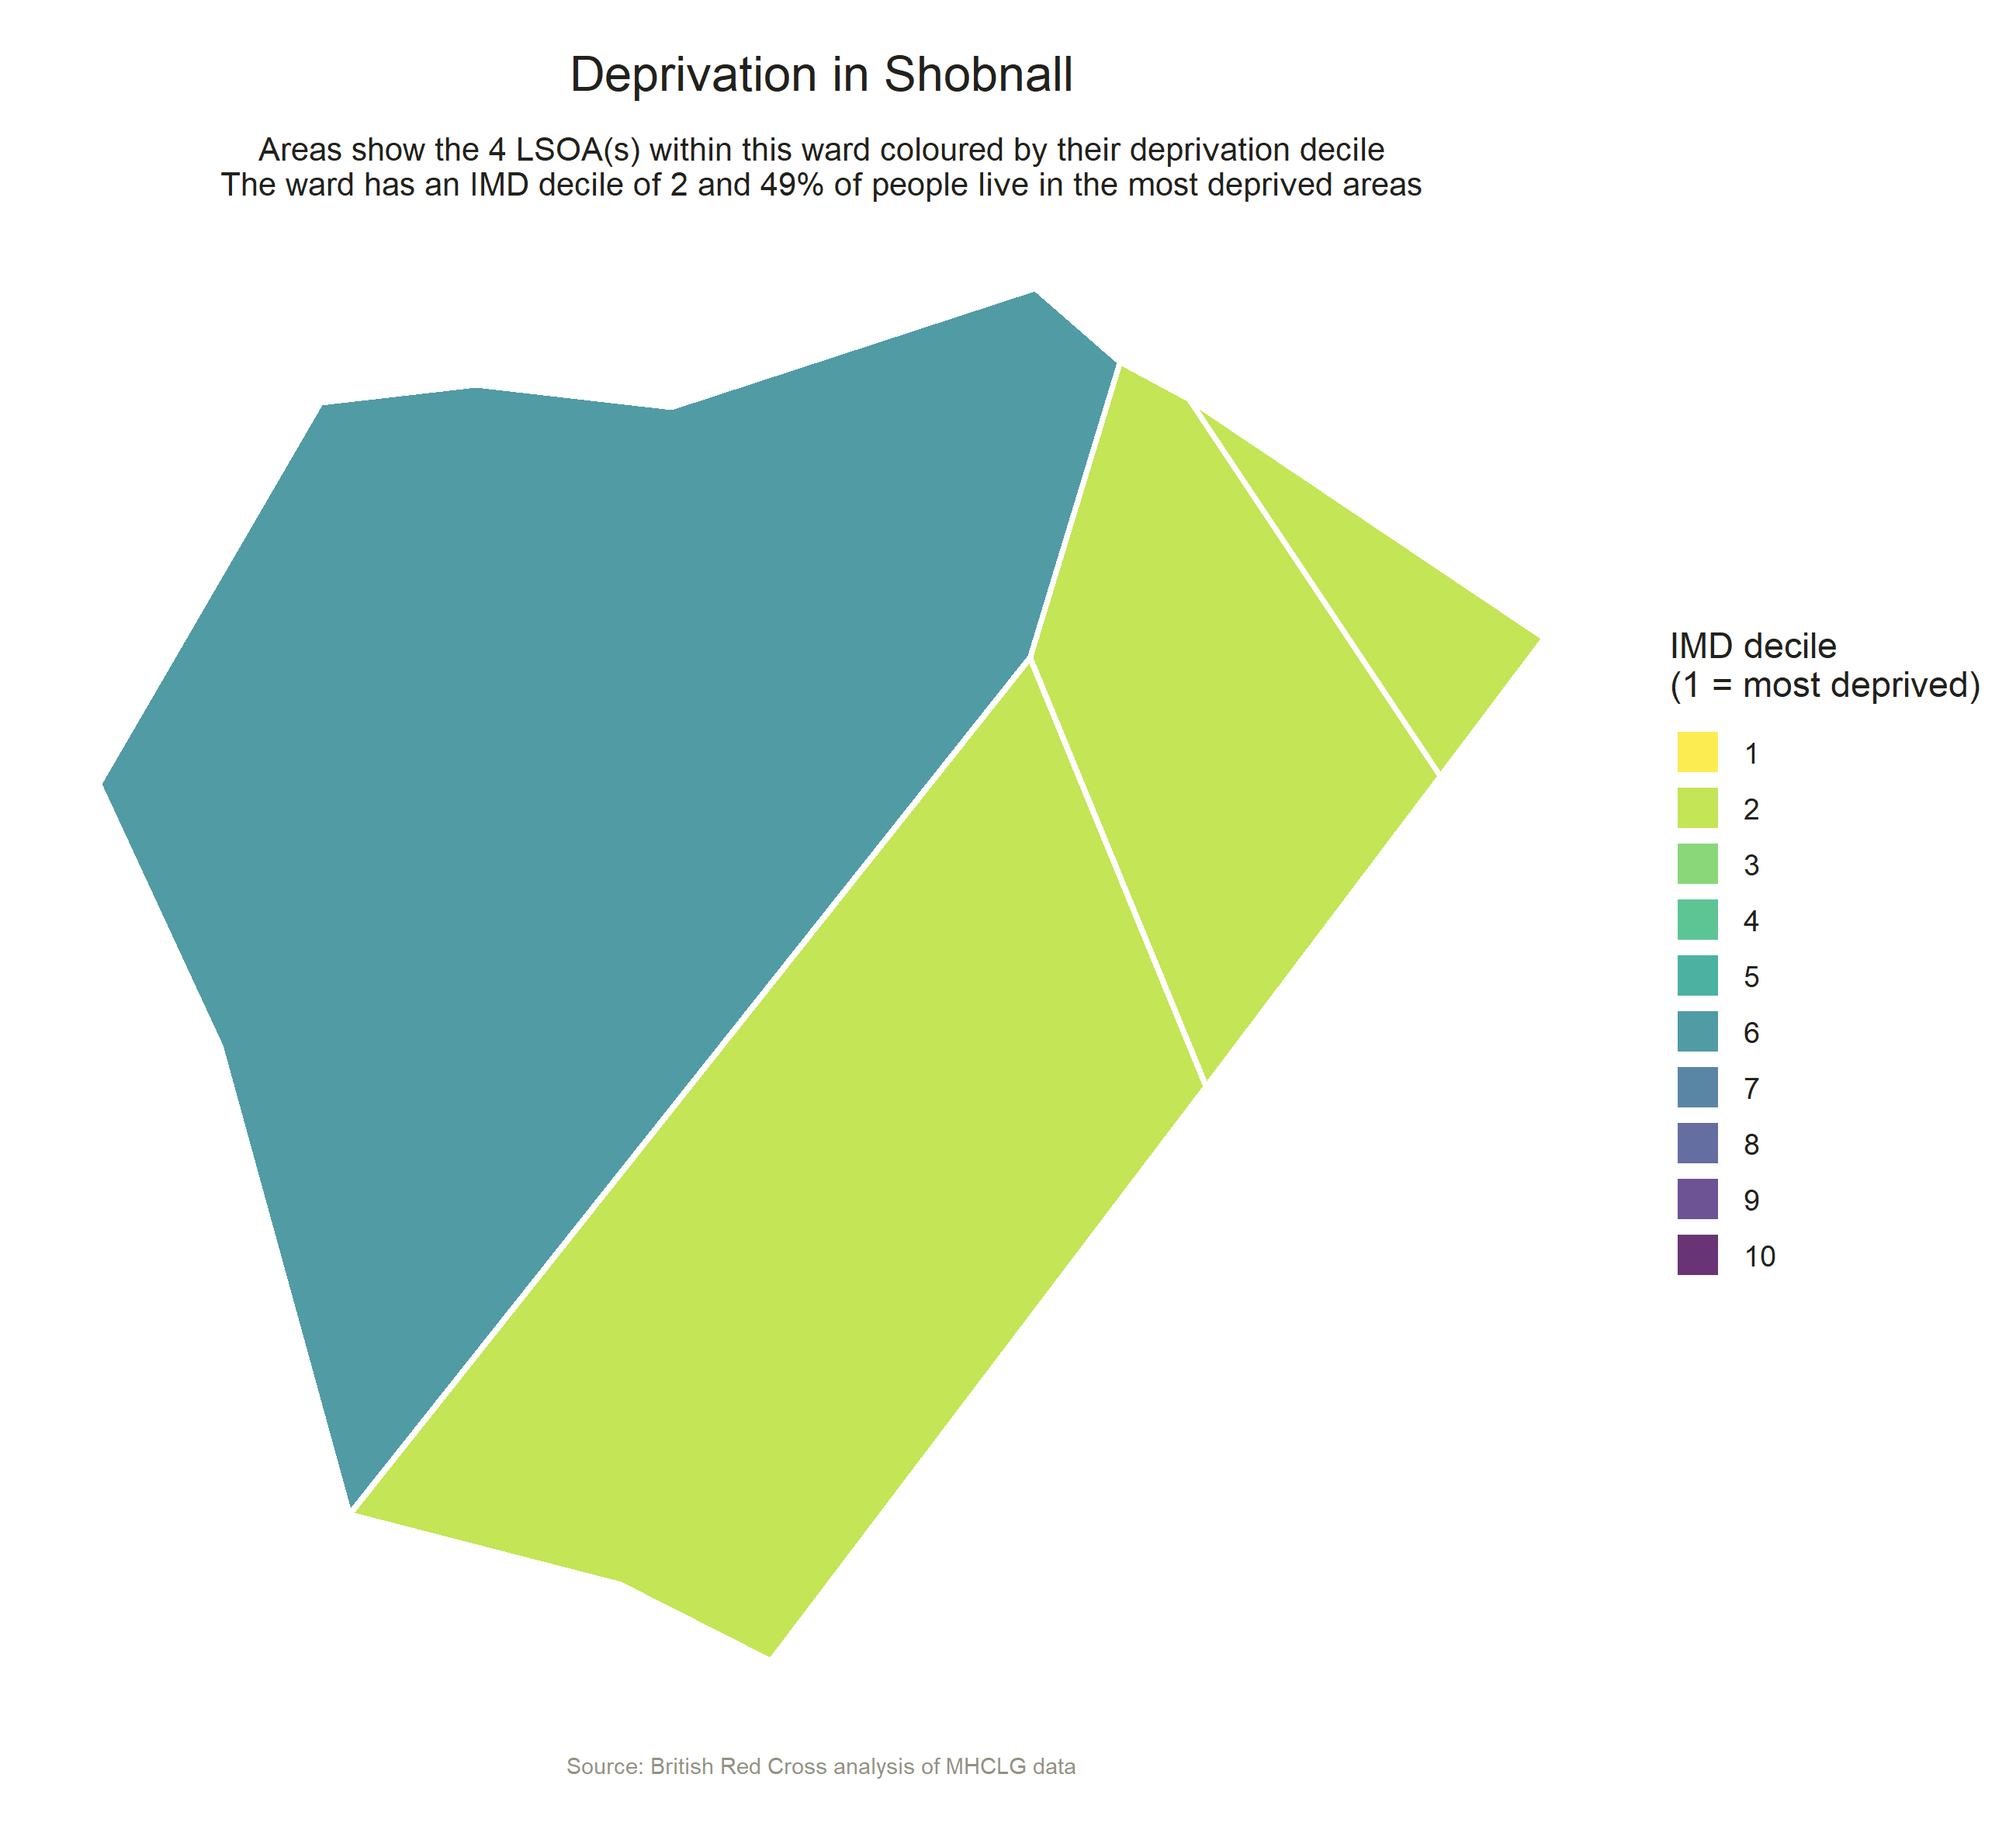 Deprivation in Shobnall
Areas show the 4 LSOA(s) within this ward coloured by their deprivation decile
The ward has an IMD decile of 2 and 49% of people live in the most deprived areas
IMD decile
(1 = most deprived)
1
2
3
4
5
6
7
8
9
10
Source: British Red Cross analysis of MHCLG data